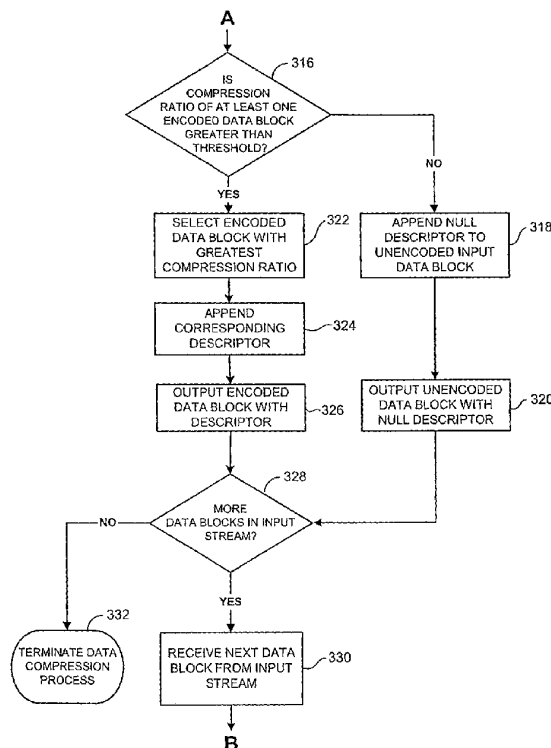 A
316
IS
COMPRESSION
RATIO OF AT LEAST ONE
ENCODED DATA BLOCK
GREATER THAN
THRESHOLD?
NO
YES
SELECT ENCODED
DATA BLOCK WITH
GREATEST
COMPRESSION RATIO
322
APPEND NULL
DESCRIPTOR TO
UNENCODED INPUT
DATA BLOCK
318
APPEND
CORRESPONDING
DESCRIPTOR
324
OUTPUT ENCODED
DATA BLOCK WITH
DESCRIPTOR
326
OUTPUT UNENCODED
DATA BLOCK WITH
NULL DESCRIPTOR
320
328
MORE
DATA BLOCKS IN INPUT
STREAM?
NO
YES
332
TERMINATE DATA
COMPRESSION
PROCESS
RECEIVE NEXT DATA
BLOCK FROM INPUT
STREAM
330
B